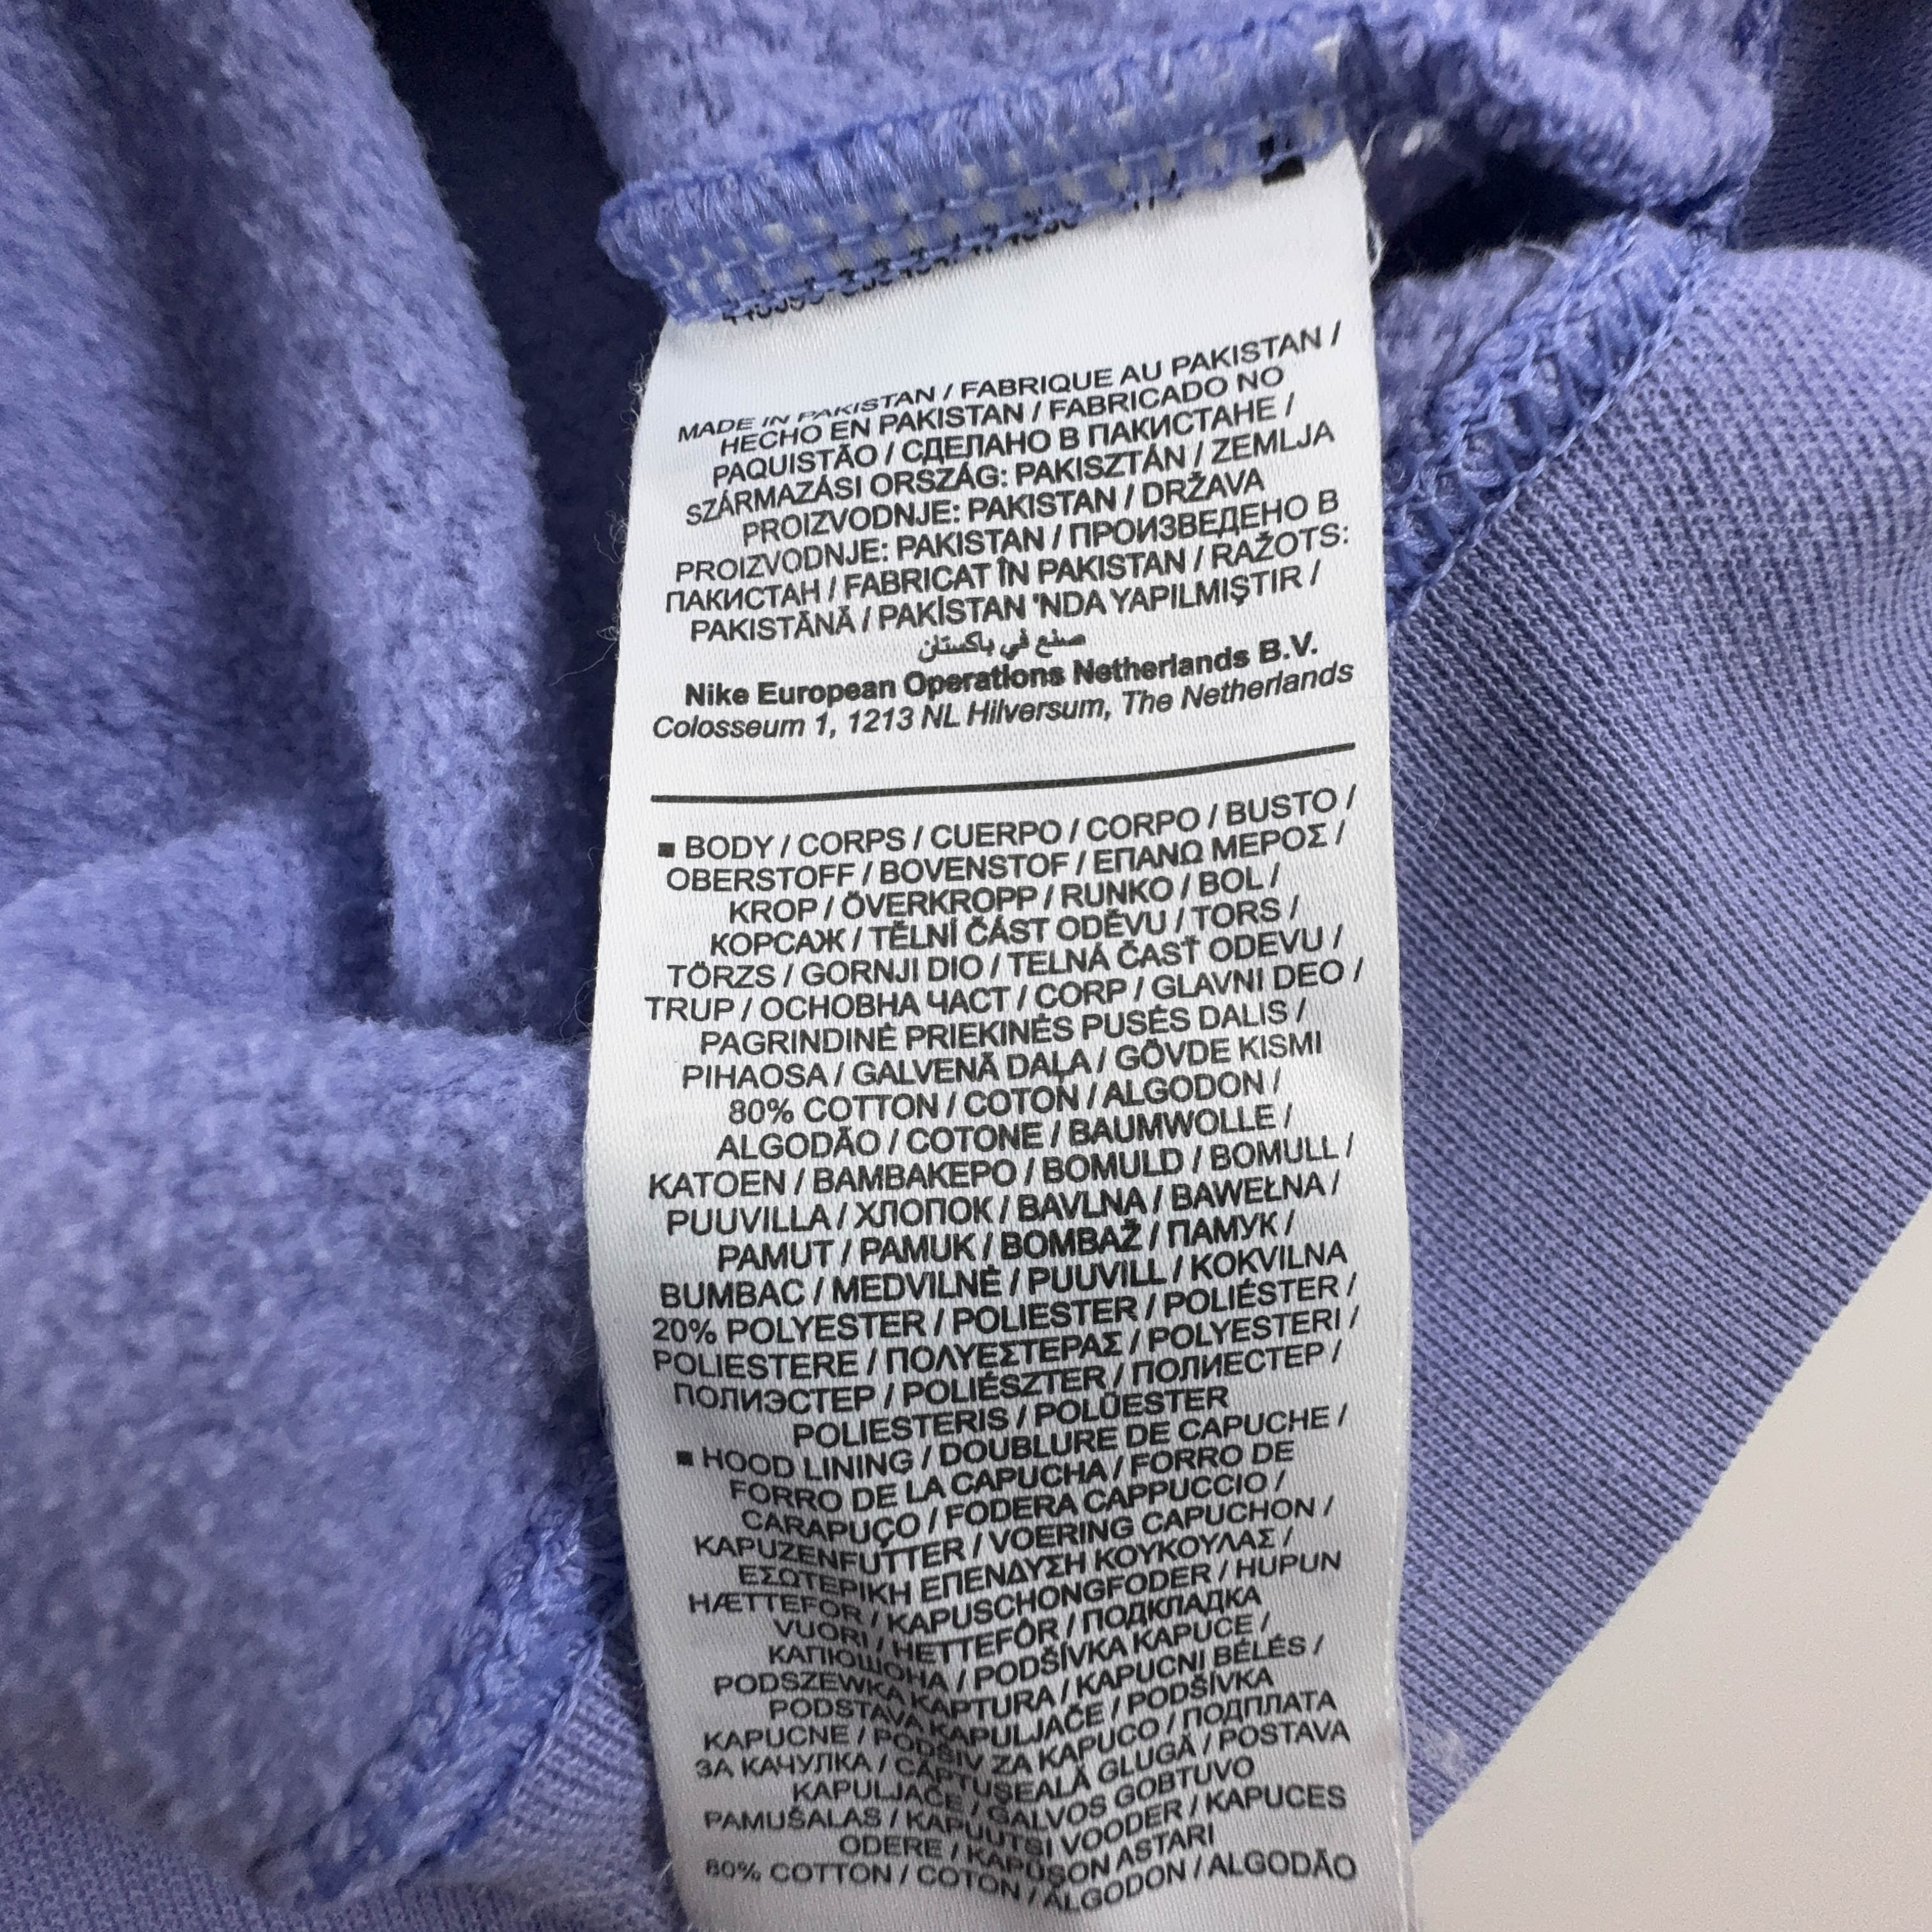 MADE IN PAKISTAN / FABRIQUE AU PAKISTAN /
HECHO EN PAKISTAN / FABRICADO NO
PAQUISTÃO / СДЕЛАНО В ПАКИСТАНЕ /
SZÁRMAZÁSI ORSZÁG: PAKISZTÁN / ZEMLJA
PROIZVODNJE: PAKISTAN / DRŽAVA
PROIZVODNJE: PAKISTAN / ПРОИЗВЕДЕНО В
ПАКИСТАН / FABRICAT ÎN PAKISTAN / RAŽOTS:
PAKISTĀNĀ / PAKİSTAN 'NDA YAPILMIŞTIR /
صنع في باكستان
Nike European Operations Netherlands B.V.
Colosseum 1, 1213 NL Hilversum, The Netherlands
■ BODY / CORPS / CUERPO / CORPO / BUSTO /
OBERSTOFF / BOVENSTOF / ΕΠΑΝΩ ΜΕΡΟΣ /
KROP / ÖVERKROPP / RUNKO / BOL /
КОРСАЖ / TĚLNÍ ČÁST ODĚVU / TORS /
TÖRZS / GORNJI DIO / TELNÁ ČASŤ ODEVU /
TRUP / ОСНОВНА ЧАСТ / CORP / GLAVNI DEO /
PAGRINDINĖ PRIEKINĖS PUSĖS DALIS /
PIHAOSA / GALVENĀ DAĻA / GÖVDE KISMI
80% COTTON / COTON / ALGODON /
ALGODÃO / COTONE / BAUMWOLLE /
KATOEN / ΒΑΜΒΑΚΕΡΟ / BOMULD / BOMULL /
PUUVILLA / ХЛОПОК / BAVLNA / BAWEŁNA /
PAMUT / PAMUK / BOMBAŽ / ПАМУК /
BUMBAC / MEDVILNĖ / PUUVILL / KOKVILNA
20% POLYESTER / POLIESTER / POLIÉSTER /
POLIESTERE / ΠΟΛΥΕΣΤΕΡΑΣ / POLYESTERI /
ПОЛИЭСТЕР / POLIÉSZTER / ПОЛИЕСТЕР /
POLIESTERIS / POLÜESTER
■ HOOD LINING / DOUBLURE DE CAPUCHE /
FORRO DE LA CAPUCHA / FORRO DE
CARAPUÇO / FODERA CAPPUCCIO /
KAPUZENFUTTER / VOERING CAPUCHON /
ΕΣΩΤΕΡΙΚΗ ΕΠΕΝΔΥΣΗ ΚΟΥΚΟΥΛΑΣ /
HÆTTEFOR / KAPUSCHONGFODER / HUPUN
VUORI / HETTEFÔR / ПОДКЛАДКА
КАПЮШОНА / PODŠÍVKA KAPUCE /
PODSZEWKA KAPTURA / KAPUCNI BÉLÉS /
PODSTAVA KAPULJAČE / PODŠÍVKA
KAPUCNE / PODŠIV ZA KAPUCO / ПОДПЛАТА
ЗА КАЧУЛКА / CĂPTUȘEALĂ GLUGĂ / POSTAVA
KAPULJAČE / GALVOS GOBTUVO
PAMUŠALAS / KAPUUTSI VOODER / KAPUCES
ODERE / KAPÜSON ASTARI
80% COTTON / COTON / ALGODON / ALGODÃO